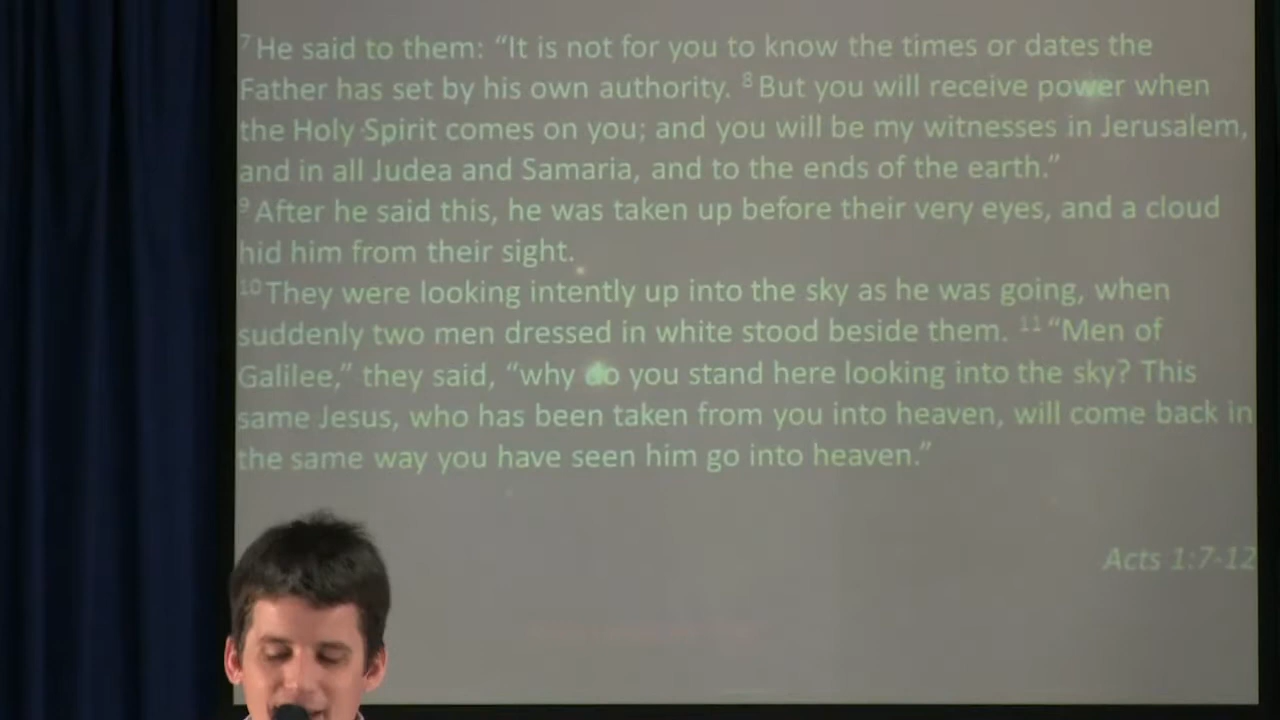 ⁷ He said to them: “It is not for you to know the times or dates the
Father has set by his own authority. ⁸ But you will receive power when
the Holy Spirit comes on you; and you will be my witnesses in Jerusalem,
and in all Judea and Samaria, and to the ends of the earth.”
⁹ After he said this, he was taken up before their very eyes, and a cloud
hid him from their sight.
¹⁰ They were looking intently up into the sky as he was going, when
suddenly two men dressed in white stood beside them. ¹¹ “Men of
Galilee,” they said, “why do you stand here looking into the sky? This
same Jesus, who has been taken from you into heaven, will come back in
the same way you have seen him go into heaven.”
Acts 1:7-12